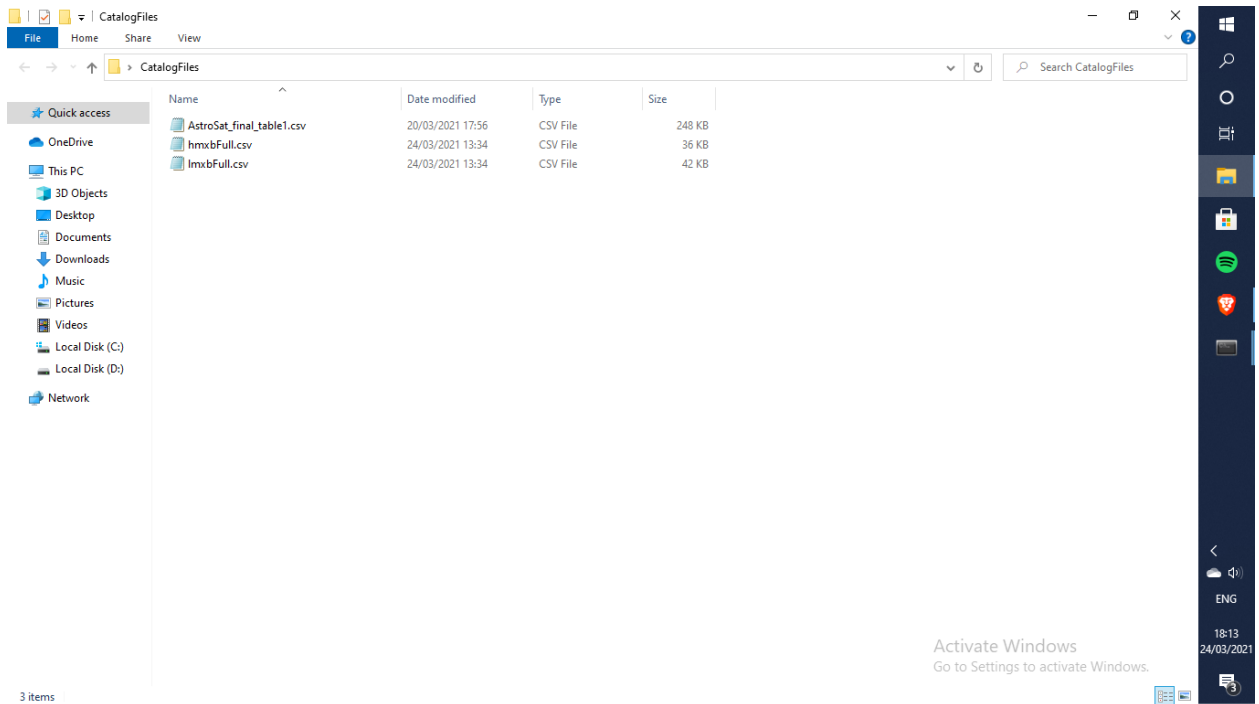 CatalogFiles
File Home Share View
CatalogFiles
Search CatalogFiles
Name Date modified Type Size
AstroSat_final_table1.csv 20/03/2021 17:56 CSV File 248 KB
hmxbFull.csv 24/03/2021 13:34 CSV File 36 KB
lmxbFull.csv 24/03/2021 13:34 CSV File 42 KB
Quick access
OneDrive
This PC
3D Objects
Desktop
Documents
Downloads
Music
Pictures
Videos
Local Disk (C:)
Local Disk (D:)
Network
Activate Windows
Go to Settings to activate Windows.
3 items
ENG
18:13
24/03/2021
3